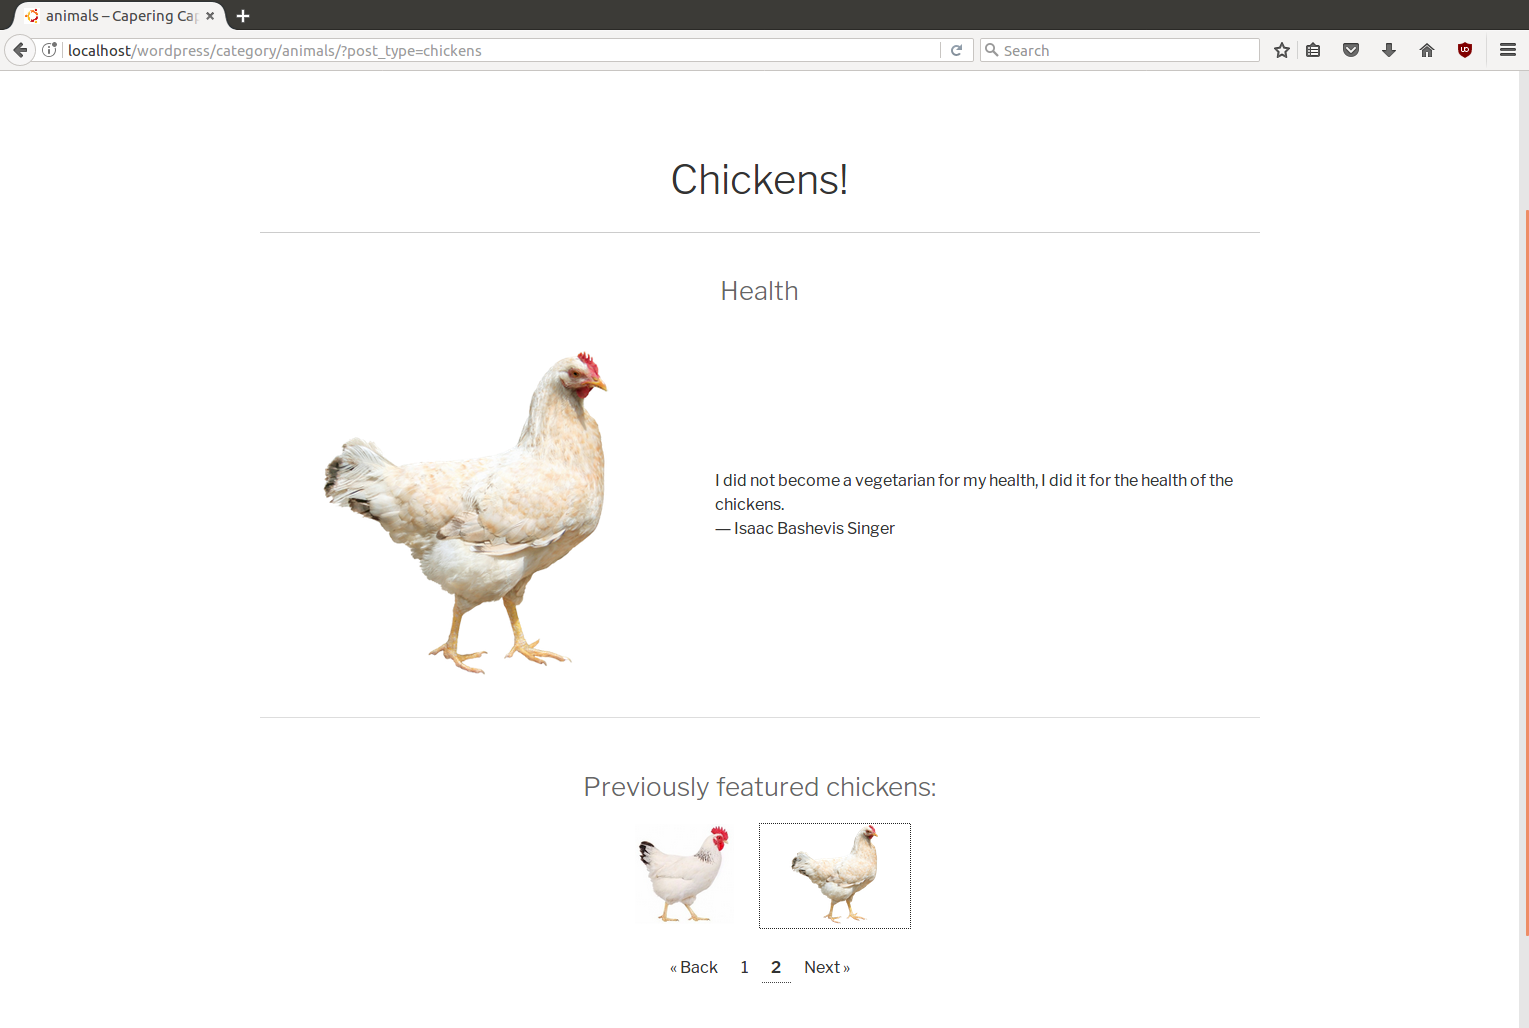 animals – Capering Ca
localhost/wordpress/category/animals/?post_type=chickens
Search
Chickens!
Health
I did not become a vegetarian for my health, I did it for the health of the
chickens.
— Isaac Bashevis Singer
Previously featured chickens:
« Back 1 2 Next »